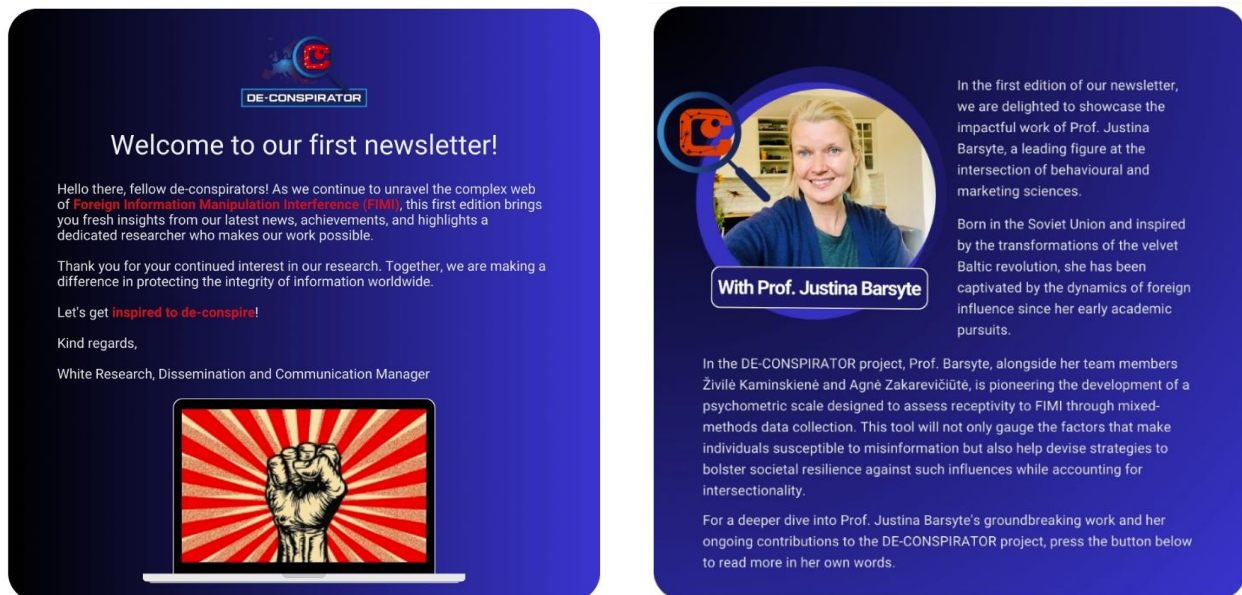 DE-CONSPIRATOR
Welcome to our first newsletter!
Hello there, fellow de-conspirators! As we continue to unravel the complex web
of Foreign Information Manipulation Interference (FIMI), this first edition brings
you fresh insights from our latest news, achievements, and highlights a
dedicated researcher who makes our work possible.
Thank you for your continued interest in our research. Together, we are making a
difference in protecting the integrity of information worldwide.
Let's get inspired to de-conspire!
Kind regards,
White Research, Dissemination and Communication Manager
With Prof. Justina Barsyte
In the first edition of our newsletter,
we are delighted to showcase the
impactful work of Prof. Justina
Barsyte, a leading figure at the
intersection of behavioural and
marketing sciences.
Born in the Soviet Union and inspired
by the transformations of the velvet
Baltic revolution, she has been
captivated by the dynamics of foreign
influence since her early academic
pursuits.
In the DE-CONSPIRATOR project, Prof. Barsyte, alongside her team members
Živilė Kaminskienė and Agnė Zakarevičiūtė, is pioneering the development of a
psychometric scale designed to assess receptivity to FIMI through mixed-
methods data collection. This tool will not only gauge the factors that make
individuals susceptible to misinformation but also help devise strategies to
bolster societal resilience against such influences while accounting for
intersectionality.
For a deeper dive into Prof. Justina Barsyte's groundbreaking work and her
ongoing contributions to the DE-CONSPIRATOR project, press the button below
to read more in her own words.